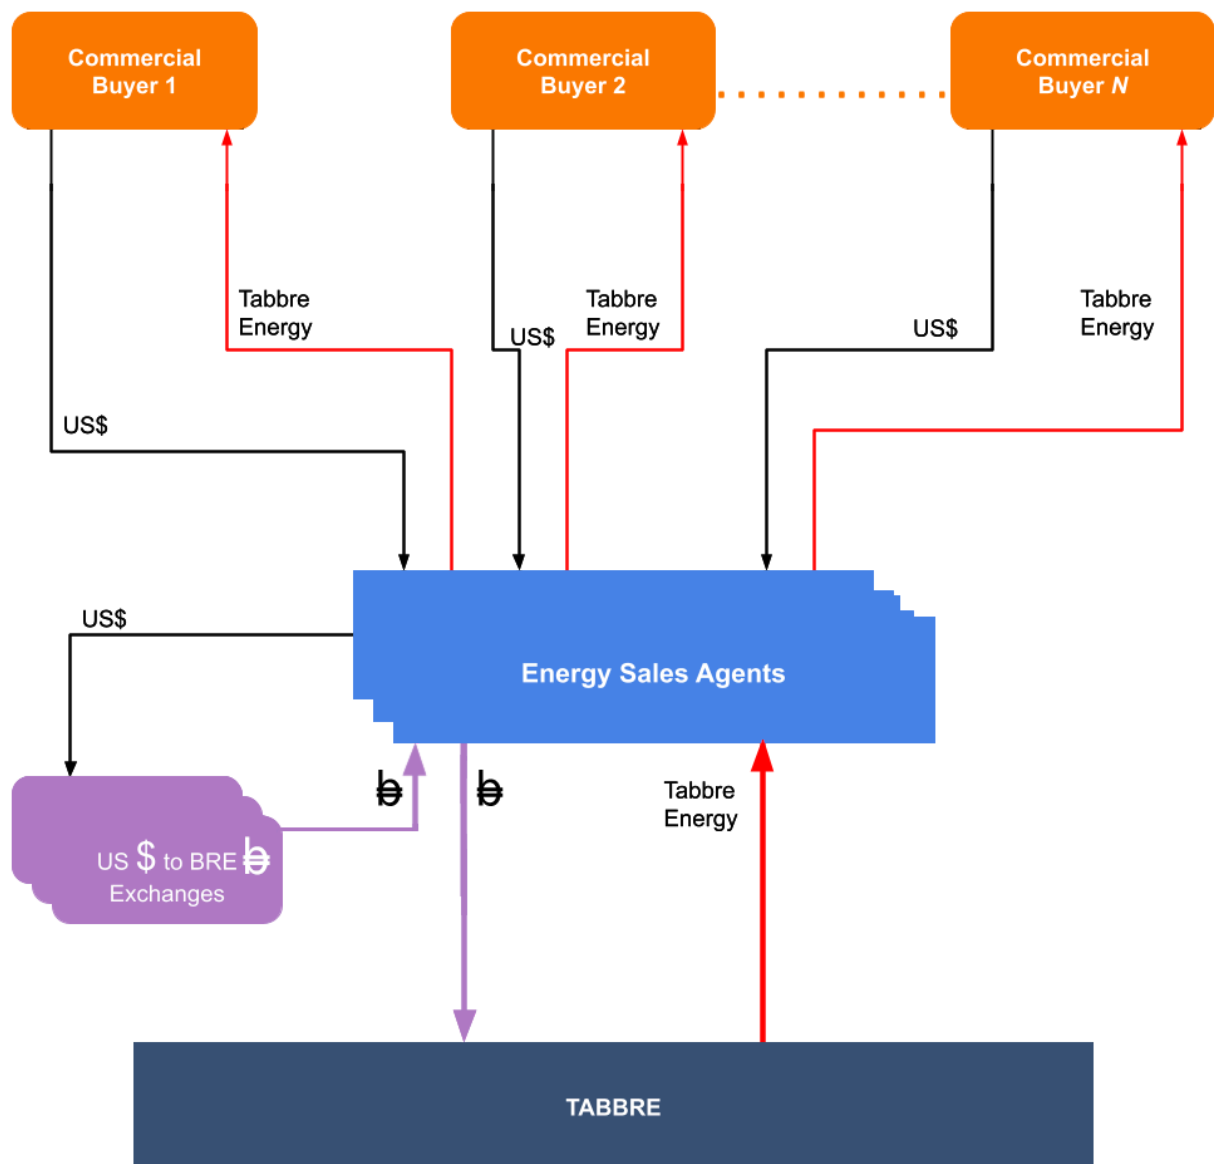 Commercial
Buyer 1
Commercial
Buyer 2
Commercial
Buyer N
Tabbre
Energy
US$
Tabbre
Energy
US$
Tabbre
Energy
US$
US$
Energy Sales Agents
Tabbre
Energy
US $ to BRE
Exchanges
TABBRE